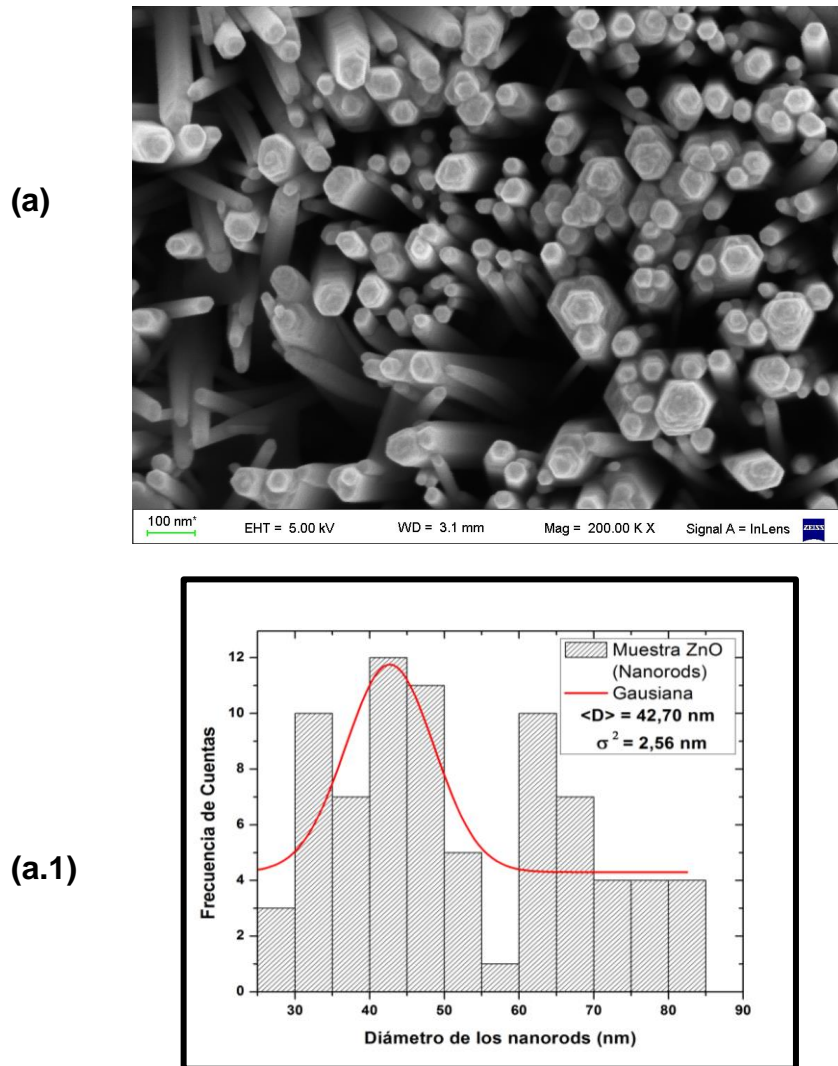 (a)
100 nm* EHT = 5.00 kV WD = 3.1 mm Mag = 200.00 K X Signal A = InLens ZEISS
(a.1)
Frecuencia de Cuentas
12
10
8
6
4
2
0
Muestra ZnO
(Nanorods)
Gausiana
<D> = 42,70 nm
σ² = 2,56 nm
30 40 50 60 70 80 90
Diámetro de los nanorods (nm)